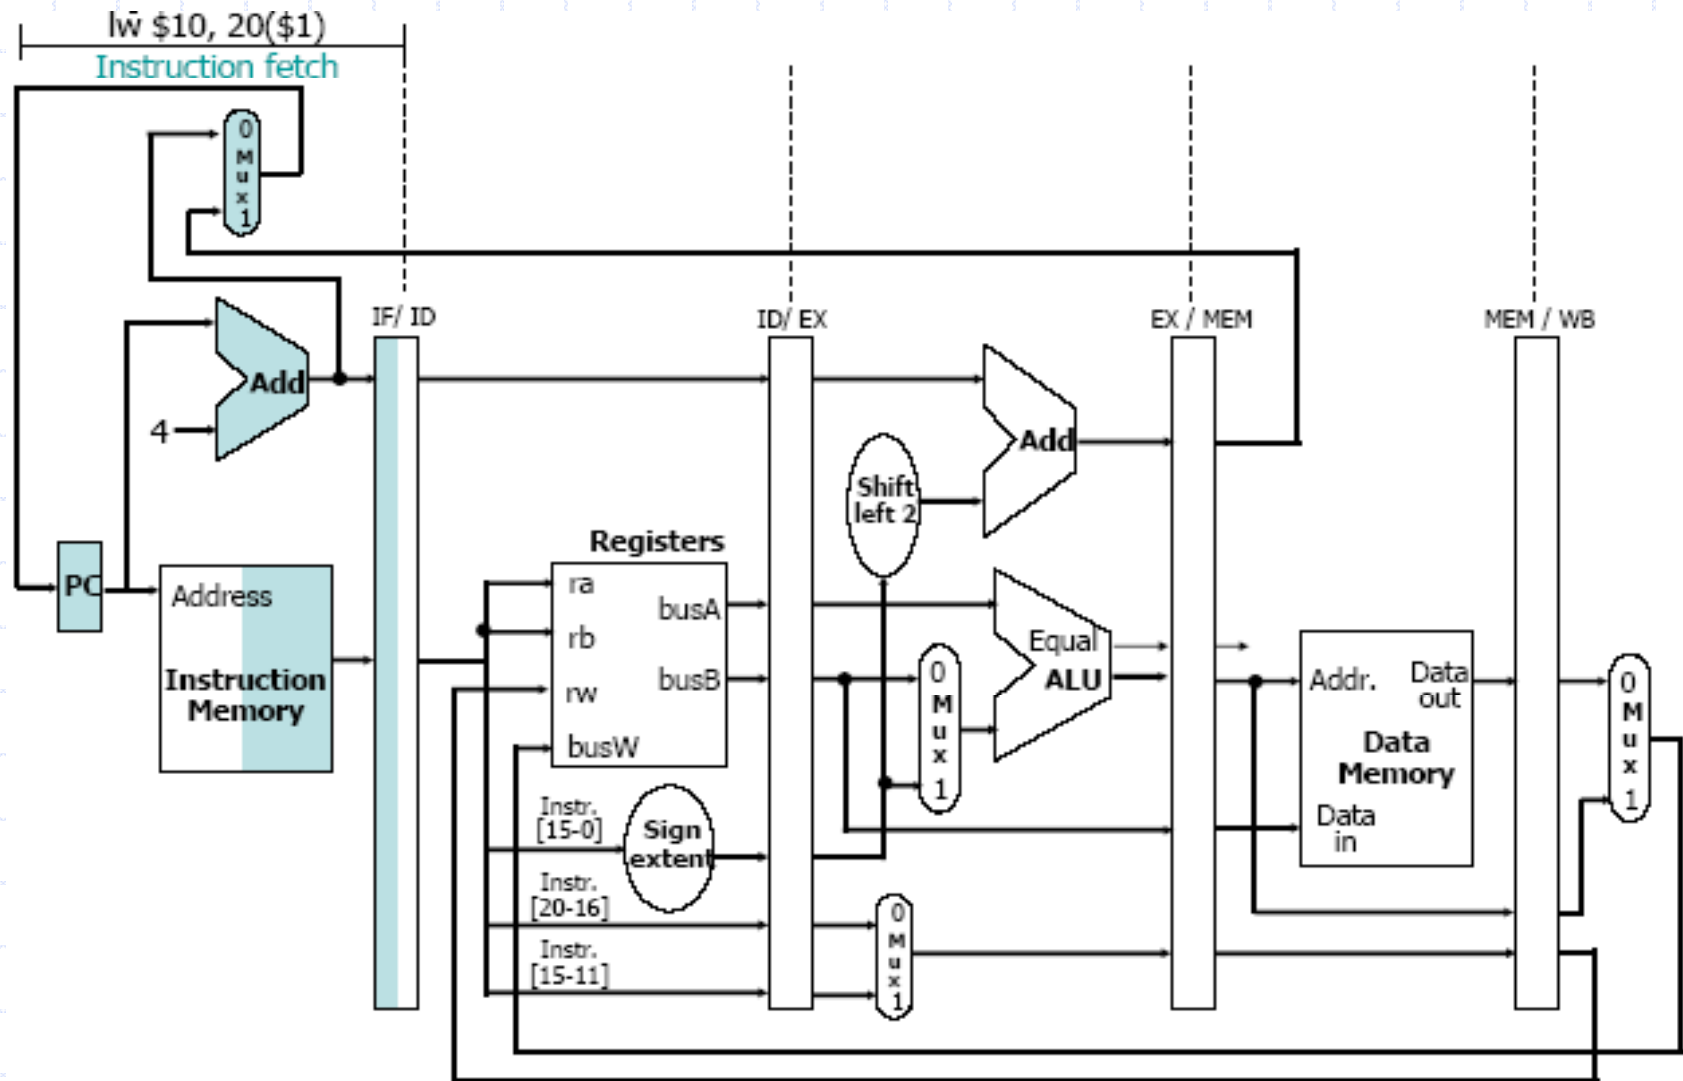 lw $10, 20($1)
Instruction fetch
0
M
u
x
1
IF/ ID
ID/ EX
EX / MEM
MEM / WB
Add
4
Add
Shift
left 2
Registers
PC
Address
Instruction
Memory
ra
rb
rw
busW
busA
busB
0
M
u
x
1
Equal
ALU
Addr.
Data
out
Data
Memory
Data
in
0
M
u
x
1
Instr.
[15-0]
Sign
extent
Instr.
[20-16]
Instr.
[15-11]
0
M
u
x
1